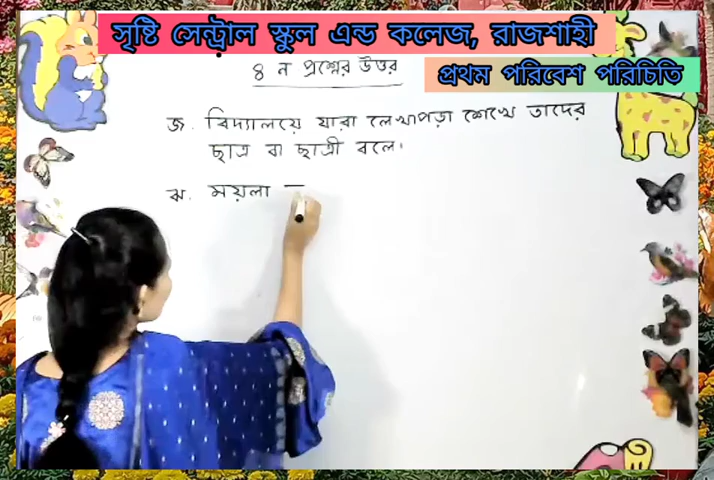 সৃষ্টি সেন্ট্রাল স্কুল এন্ড কলেজ, রাজশাহী
প্রথম পরিবেশ পরিচিতি
৪ ন প্রশ্নের উত্তর
জ. বিদ্যালয়ে যারা লেখাপড়া শেখে তাদের
ছাত্র বা ছাত্রী বলে।
ঝ. ময়লা